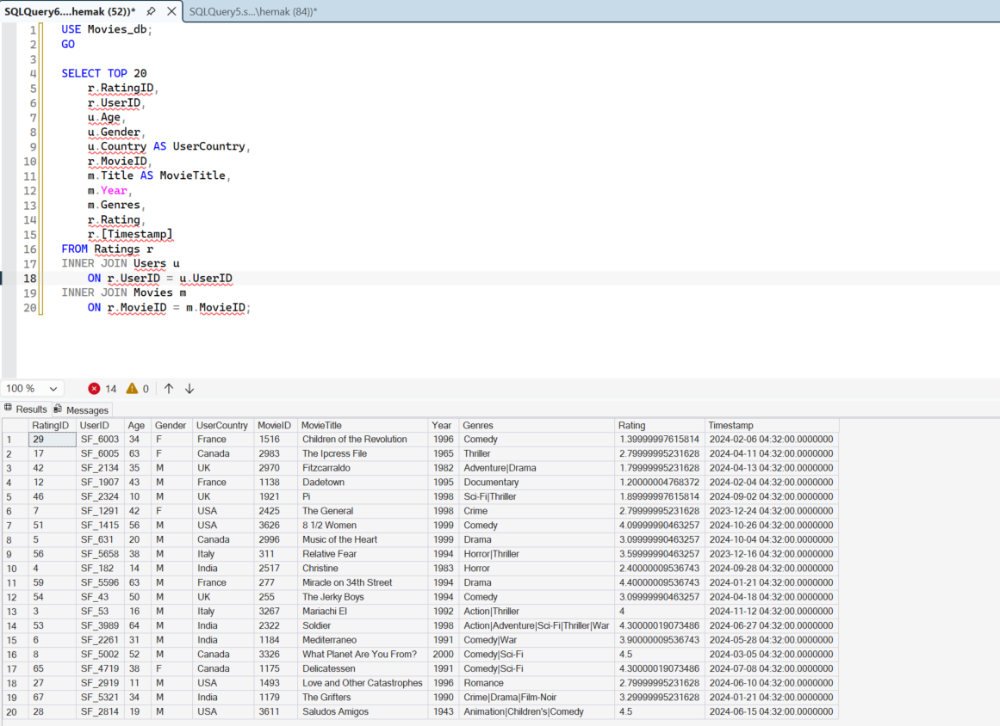 SQLQuery6....hemak (52))* SQLQuery5.s...\hemak (84))*
1 USE Movies_db;
2 GO
3
4 SELECT TOP 20
5 r.RatingID,
6 r.UserID,
7 u.Age,
8 u.Gender,
9 u.Country AS UserCountry,
10 r.MovieID,
11 m.Title AS MovieTitle,
12 m.Year,
13 m.Genres,
14 r.Rating,
15 r.[Timestamp]
16 FROM Ratings r
17 INNER JOIN Users u
18 ON r.UserID = u.UserID
19 INNER JOIN Movies m
20 ON r.MovieID = m.MovieID;
100 % 14 0
Results Messages
RatingID UserID Age Gender UserCountry MovieID MovieTitle Year Genres Rating Timestamp
1 29 SF_6003 34 F France 1516 Children of the Revolution 1996 Comedy 1.39999997615814 2024-02-06 04:32:00.0000000
2 17 SF_6005 63 F Canada 2983 The Ipcress File 1965 Thriller 2.79999995231628 2024-04-11 04:32:00.0000000
3 42 SF_2134 35 M UK 2970 Fitzcarraldo 1982 Adventure|Drama 1.79999995231628 2024-04-13 04:32:00.0000000
4 12 SF_1907 43 M France 1138 Dadetown 1995 Documentary 1.20000004768372 2024-02-04 04:32:00.0000000
5 46 SF_2324 10 M UK 1921 Pi 1998 Sci-Fi|Thriller 1.89999997615814 2024-09-02 04:32:00.0000000
6 7 SF_1291 42 F USA 2425 The General 1998 Crime 2.79999995231628 2023-12-24 04:32:00.0000000
7 51 SF_1415 56 M USA 3626 8 1/2 Women 1999 Comedy 4.09999990463257 2024-10-26 04:32:00.0000000
8 5 SF_631 20 M Canada 2996 Music of the Heart 1999 Drama 3.09999990463257 2024-10-04 04:32:00.0000000
9 56 SF_5658 38 M Italy 311 Relative Fear 1994 Horror|Thriller 3.59999990463257 2023-12-16 04:32:00.0000000
10 4 SF_182 14 M India 2517 Christine 1983 Horror 2.40000009536743 2024-09-28 04:32:00.0000000
11 59 SF_5596 63 M France 277 Miracle on 34th Street 1994 Drama 4.40000009536743 2024-01-21 04:32:00.0000000
12 54 SF_43 50 M UK 255 The Jerky Boys 1994 Comedy 3.09999990463257 2024-04-18 04:32:00.0000000
13 3 SF_53 16 M Italy 3267 Mariachi El 1992 Action|Thriller 4 2024-11-12 04:32:00.0000000
14 53 SF_3989 64 M India 2322 Soldier 1998 Action|Adventure|Sci-Fi|Thriller|War 4.30000019073486 2024-06-27 04:32:00.0000000
15 6 SF_2261 31 M India 1184 Mediterraneo 1991 Comedy|War 3.90000009536743 2024-05-28 04:32:00.0000000
16 8 SF_5002 52 M Canada 3326 What Planet Are You From? 2000 Comedy|Sci-Fi 4.5 2024-03-05 04:32:00.0000000
17 65 SF_4719 38 F Canada 1175 Delicatessen 1991 Comedy|Sci-Fi 4.30000019073486 2024-07-08 04:32:00.0000000
18 27 SF_2919 11 M USA 1493 Love and Other Catastrophes 1996 Romance 2.79999995231628 2024-06-10 04:32:00.0000000
19 67 SF_5321 34 M India 1179 The Grifters 1990 Crime|Drama|Film-Noir 3.29999995231628 2024-01-21 04:32:00.0000000
20 28 SF_2814 19 M USA 3611 Saludos Amigos 1943 Animation|Children's|Comedy 4.5 2024-06-15 04:32:00.0000000